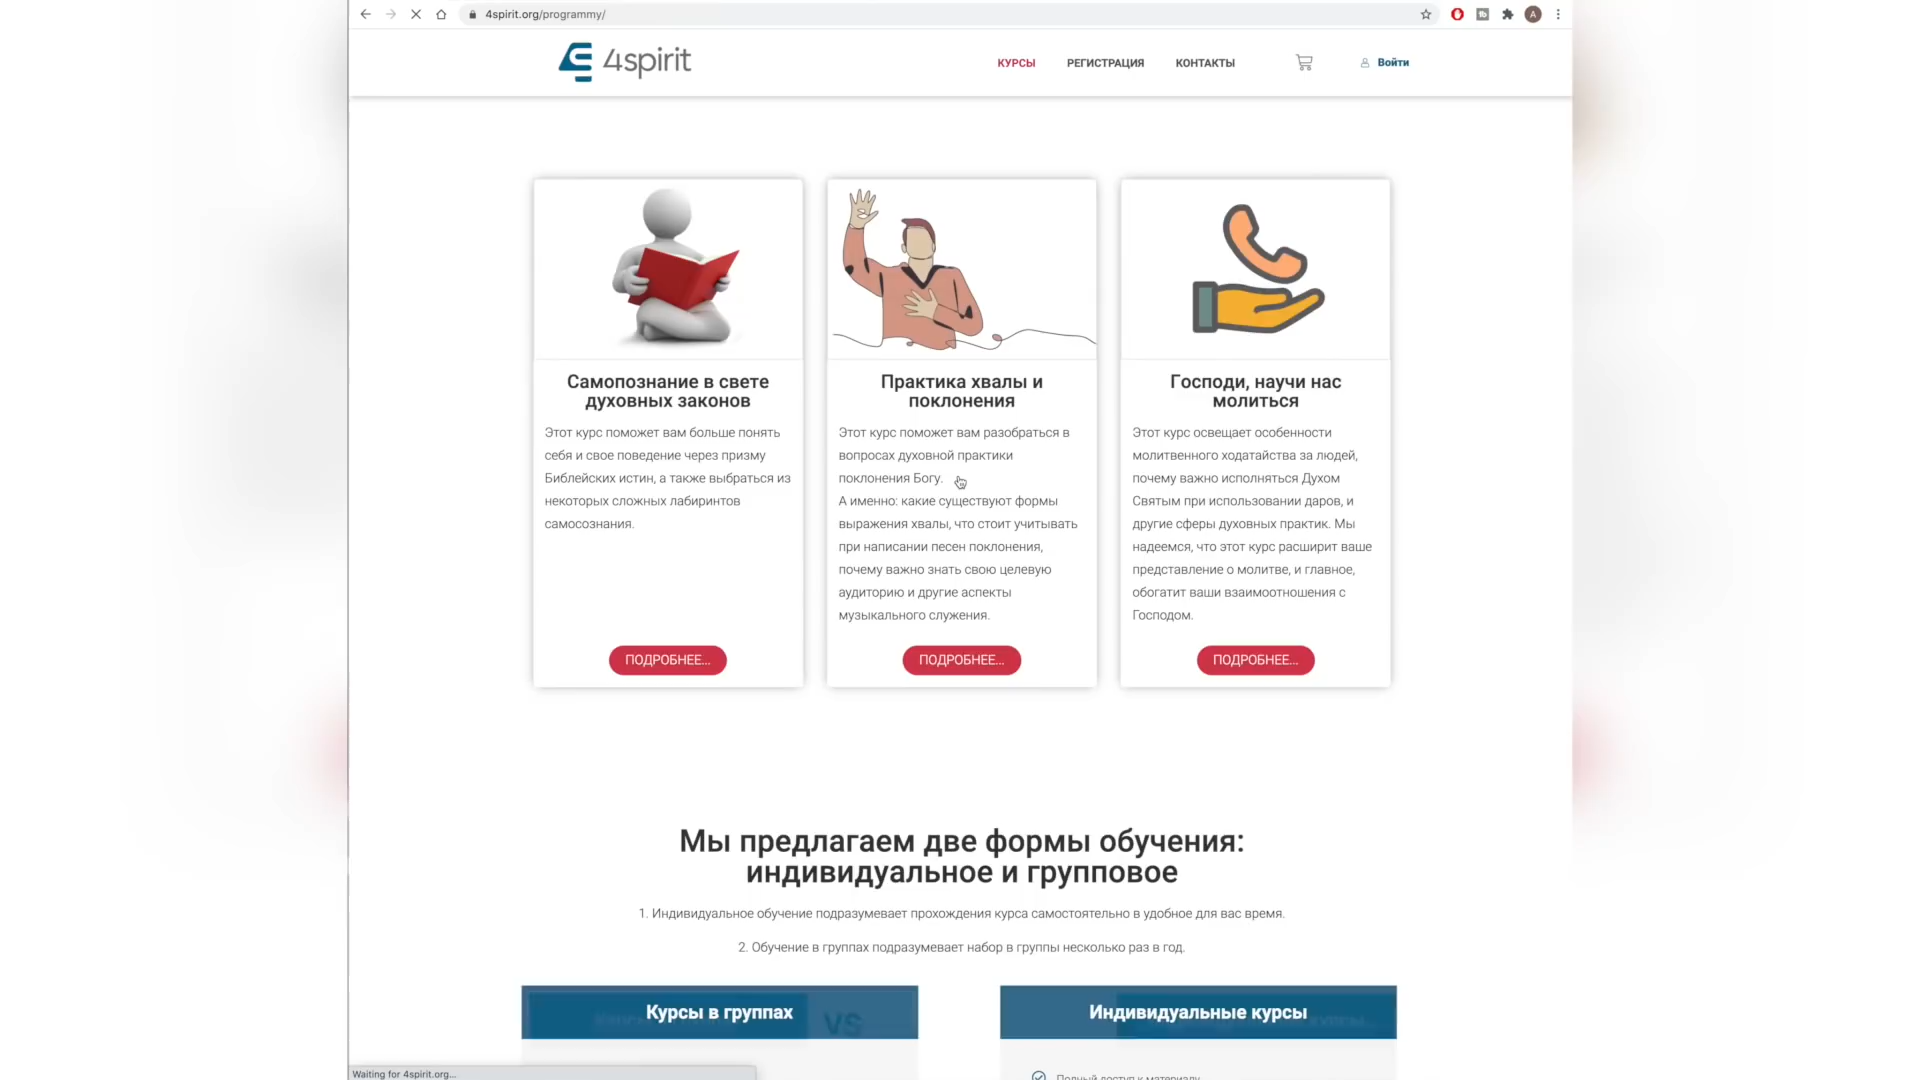 4spirit.org/programmy/
4spirit
КУРСЫ
РЕГИСТРАЦИЯ
КОНТАКТЫ
Войти
Самопознание в свете
духовных законов
Этот курс поможет вам больше понять
себя и свое поведение через призму
Библейских истин, а также выбраться из
некоторых сложных лабиринтов
самосознания.
ПОДРОБНЕЕ...
Практика хвалы и
поклонения
Этот курс поможет вам разобраться в
вопросах духовной практики
поклонения Богу.
А именно: какие существуют формы
выражения хвалы, что стоит учитывать
при написании песен поклонения,
почему важно знать свою целевую
аудиторию и другие аспекты
музыкального служения.
ПОДРОБНЕЕ...
Господи, научи нас
молиться
Этот курс освещает особенности
молитвенного ходатайства за людей,
почему важно исполняться Духом
Святым при использовании даров, и
другие сферы духовных практик. Мы
надеемся, что этот курс расширит ваше
представление о молитве, и главное,
обогатит ваши взаимоотношения с
Господом.
ПОДРОБНЕЕ...
Мы предлагаем две формы обучения:
индивидуальное и групповое
1. Индивидуальное обучение подразумевает прохождения курса самостоятельно в удобное для вас время.
2. Обучение в группах подразумевает набор в группы несколько раз в год.
Курсы в группах
VS
Индивидуальные курсы
Полный доступ к материалу
Waiting for 4spirit.org...